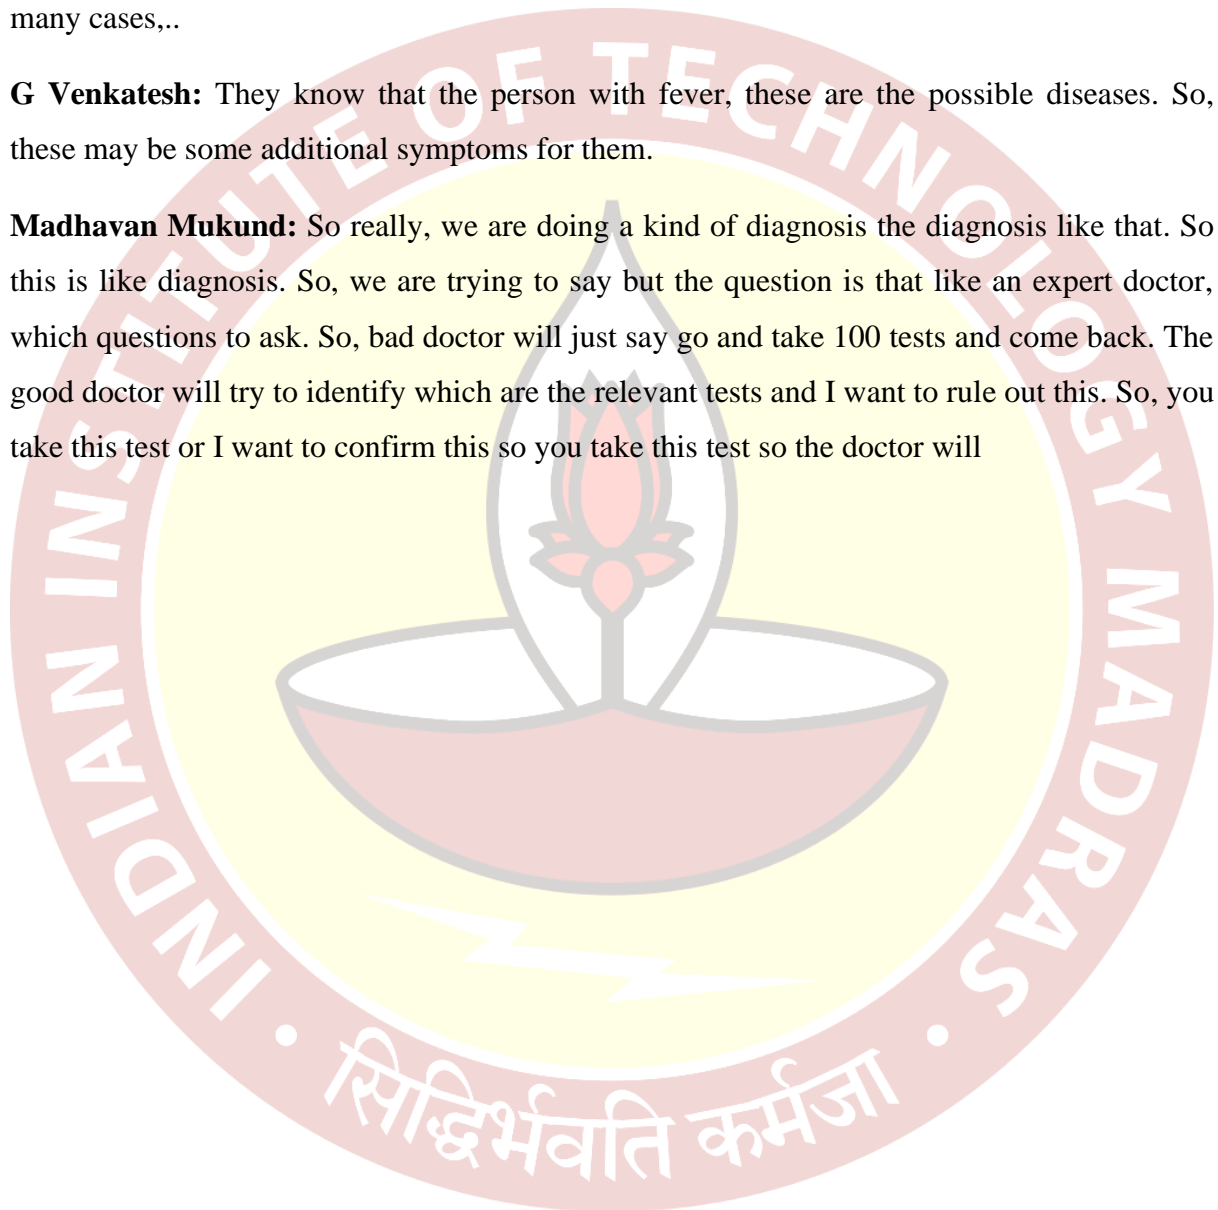 many cases,..
G Venkatesh: They know that the person with fever, these are the possible diseases. So,
these may be some additional symptoms for them.
Madhavan Mukund: So really, we are doing a kind of diagnosis the diagnosis like that. So
this is like diagnosis. So, we are trying to say but the question is that like an expert doctor,
which questions to ask. So, bad doctor will just say go and take 100 tests and come back. The
good doctor will try to identify which are the relevant tests and I want to rule out this. So, you
take this test or I want to confirm this so you take this test so the doctor will
INDIAN INSTITUTE OF TECHNOLOGY MADRAS
सिद्धिर्भवति कर्मजा